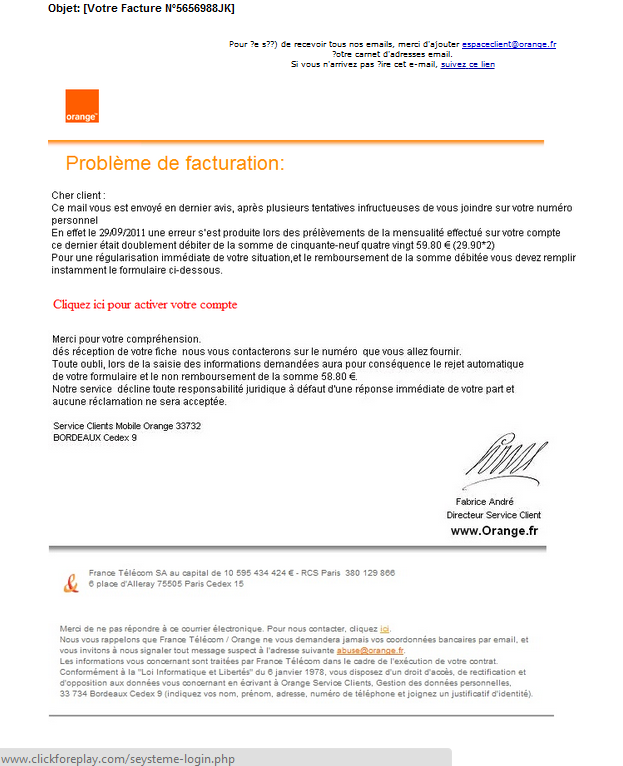 Objet: [Votre Facture N°5656988JK]
Pour ?e s??) de recevoir tous nos emails, merci d'ajouter espaceclient@orange.fr
?otre carnet d'adresses email.
Si vous n'arrivez pas ?ire cet e-mail, suivez ce lien
orange™
Problème de facturation:
Cher client :
Ce mail vous est envoyé en dernier avis, après plusieurs tentatives infructueuses de vous joindre sur votre numéro
personnel
En effet le 29/09/2011 une erreur s'est produite lors des prélèvements de la mensualité effectué sur votre compte
ce dernier était doublement débiter de la somme de cinquante-neuf quatre vingt 59.80 € (29.90*2)
Pour une régularisation immédiate de votre situation,et le remboursement de la somme débitée vous devez remplir
instamment le formulaire ci-dessous.
Cliquez ici pour activer votre compte
Merci pour votre compréhension.
dés réception de votre fiche nous vous contacterons sur le numéro que vous allez fournir.
Toute oubli, lors de la saisie des informations demandées aura pour conséquence le rejet automatique
de votre formulaire et le non remboursement de la somme 58.80 €.
Notre service décline toute responsabilité juridique à défaut d'une réponse immédiate de votre part et
aucune réclamation ne sera acceptée.
Service Clients Mobile Orange 33732
BORDEAUX Cedex 9
Fabrice André
Directeur Service Client
www.Orange.fr
France Télécom SA au capital de 10 595 434 424 € - RCS Paris 380 129 866
6 place d'Alleray 75505 Paris Cedex 15
Merci de ne pas répondre à ce courrier électronique. Pour nous contacter, cliquez ici.
Nous vous rappelons que France Télécom / Orange ne vous demandera jamais vos coordonnées bancaires par email, et
vous invitons à nous signaler tout message suspect à l'adresse suivante abuse@orange.fr.
Les informations vous concernant sont traitées par France Télécom dans le cadre de l'exécution de votre contrat.
Conformément à la "Loi Informatique et Libertés" du 6 janvier 1978, vous disposez d'un droit d'accès, de rectification et
d'opposition aux données vous concernant en écrivant à Orange Service Clients, Gestion des données personnelles,
33 734 Bordeaux Cedex 9 (indiquez vos nom, prénom, adresse, numéro de téléphone et joignez un justificatif d'identité).
www.clickforeplay.com/seysteme-login.php